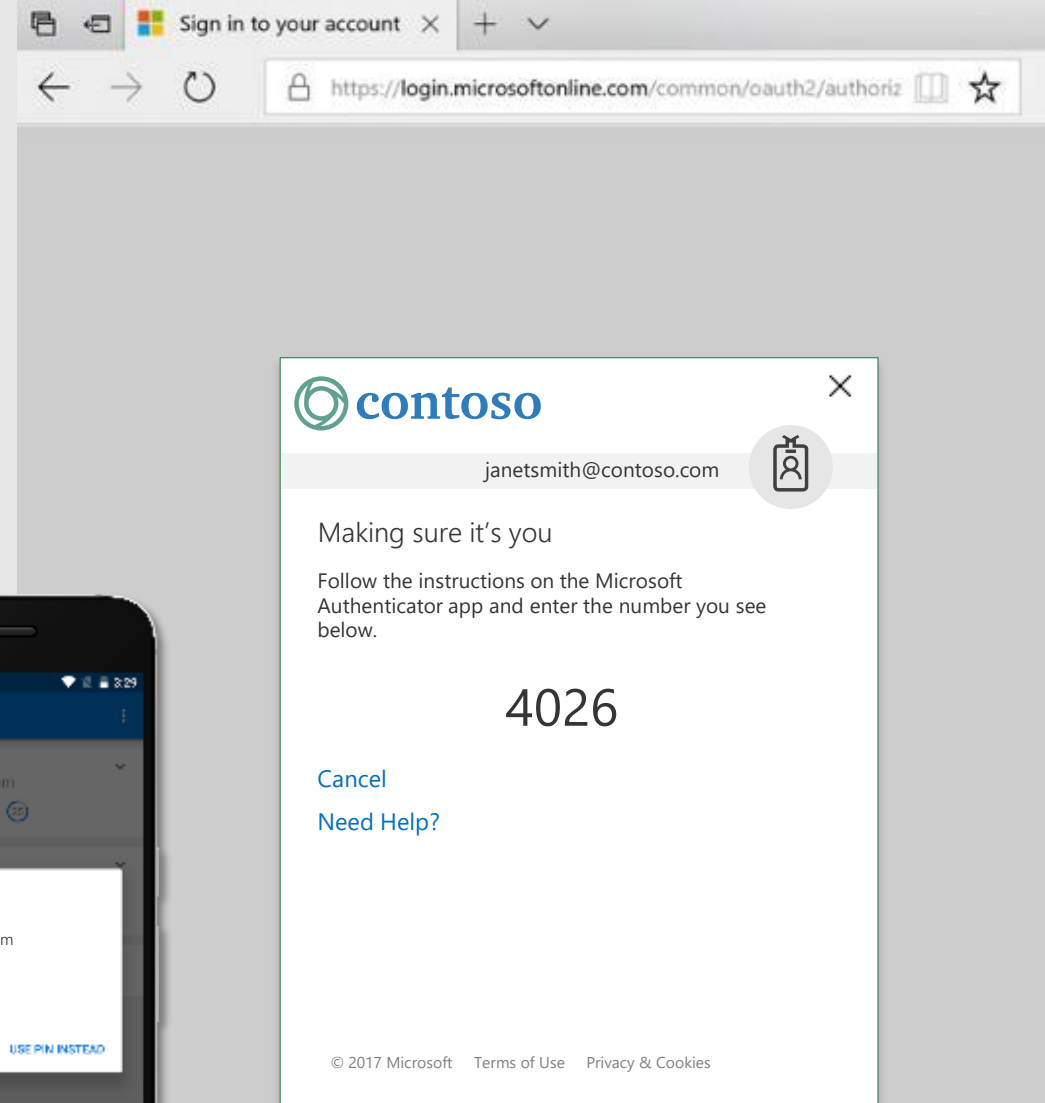 Sign in to your account
https://login.microsoftonline.com/common/oauth2/authoriz
contoso
janetsmith@contoso.com
Making sure it's you
Follow the instructions on the Microsoft
Authenticator app and enter the number you see
below.
4026
Cancel
Need Help?
© 2017 Microsoft Terms of Use Privacy & Cookies
3:29
m
m
USE PIN INSTEAD